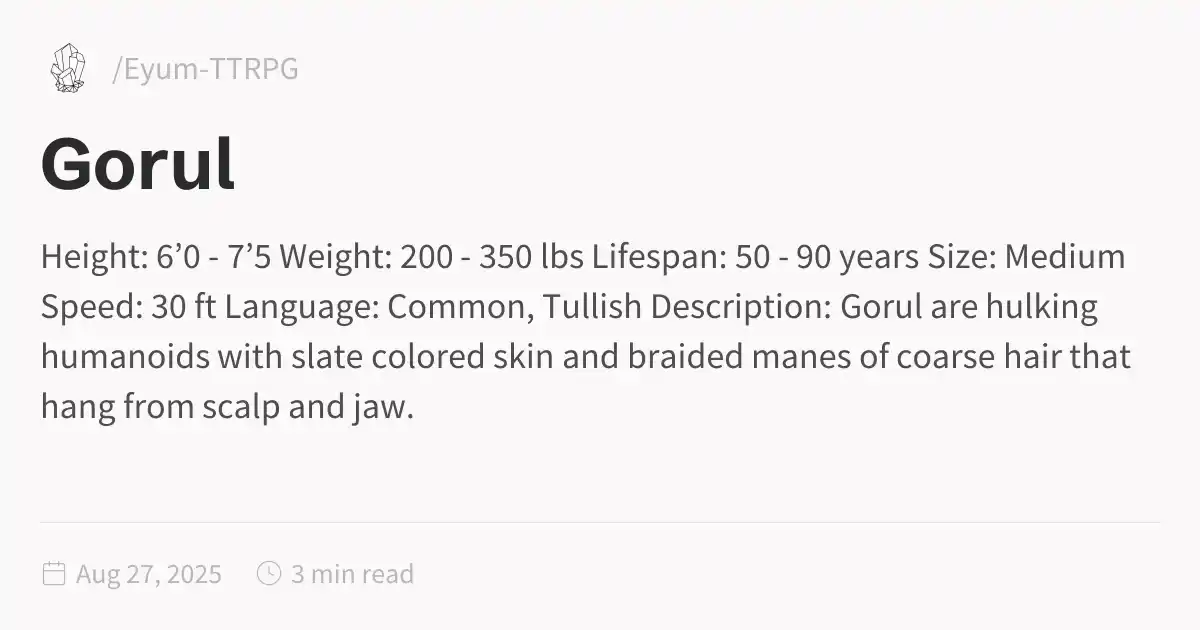 /Eyum-TTRPG
Gorul
Height: 6’0 - 7’5 Weight: 200 - 350 lbs Lifespan: 50 - 90 years Size: Medium
Speed: 30 ft Language: Common, Tullish Description: Gorul are hulking
humanoids with slate colored skin and braided manes of coarse hair that
hang from scalp and jaw.
Aug 27, 2025 3 min read